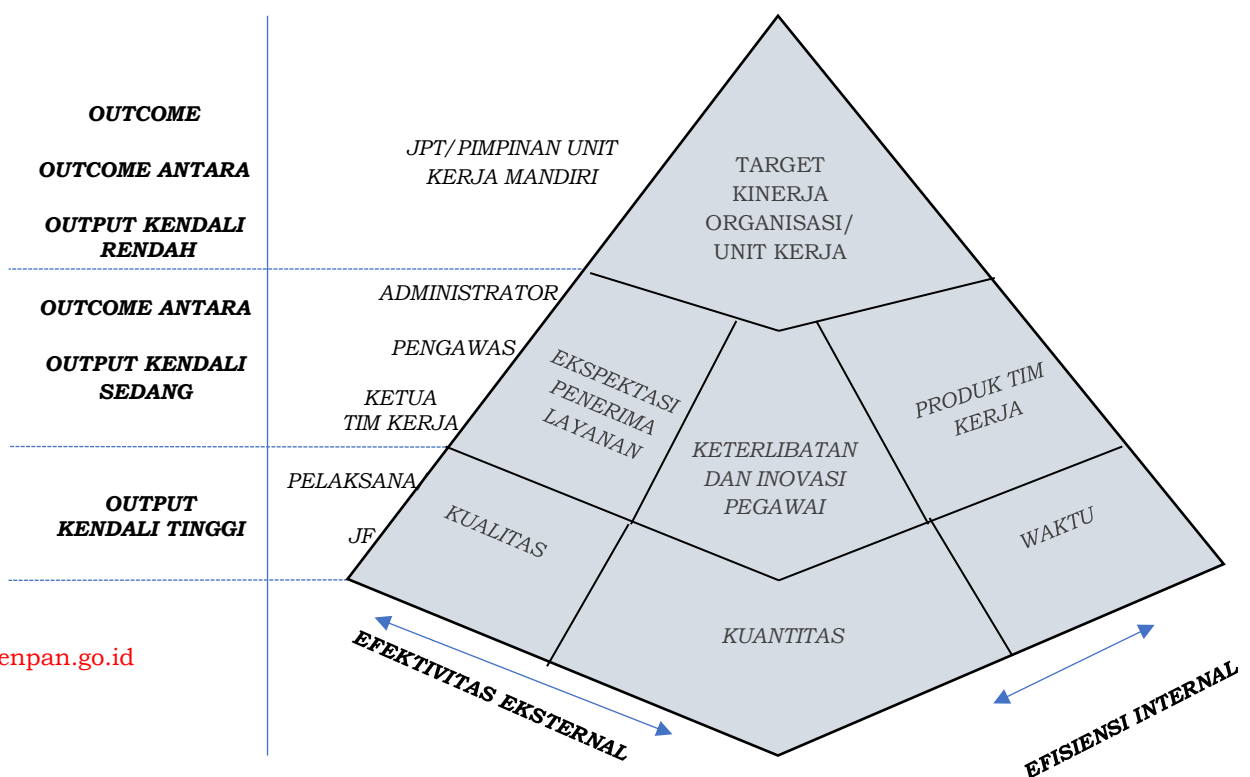 OUTCOME
OUTCOME ANTARA
OUTPUT KENDALI
RENDAH
JPT/PIMPINAN UNIT
KERJA MANDIRI
TARGET
KINERJA
ORGANISASI/
UNIT KERJA
OUTCOME ANTARA
OUTPUT KENDALI
SEDANG
ADMINISTRATOR
PENGAWAS
KETUA
TIM KERJA
EKSPEKTASI
PENERIMA
LAYANAN
KETERLIBATAN
DAN INOVASI
PEGAWAI
PRODUK TIM
KERJA
OUTPUT
KENDALI TINGGI
PELAKSANA
JF
KUALITAS
KUANTITAS
WAKTU
EFEKTIVITAS EKSTERNAL
EFISIENSI INTERNAL
enpan.go.id